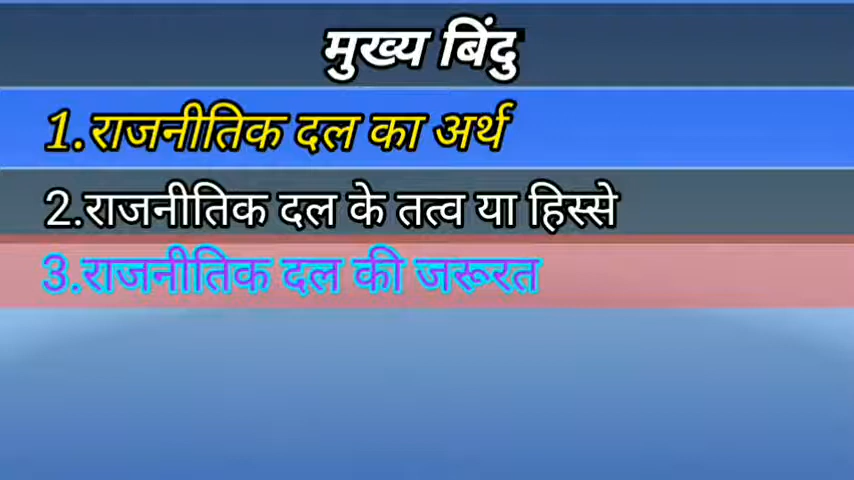 मुख्य बिंदु
1.राजनीतिक दल का अर्थ
2.राजनीतिक दल के तत्व या हिस्से
3.राजनीतिक दल की जरूरत